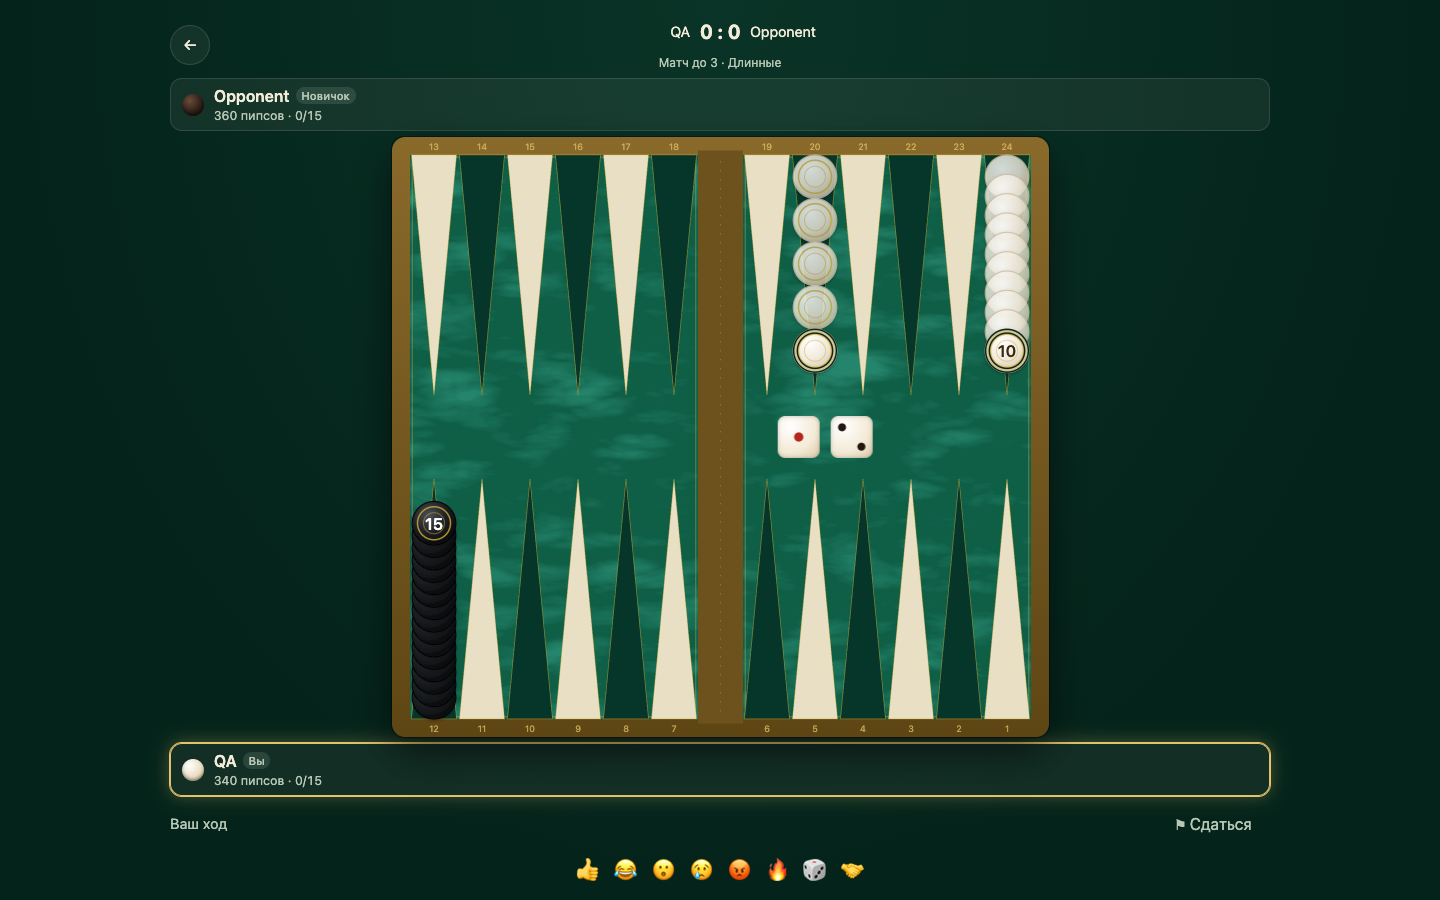 QA 0 : 0 Opponent
Матч до 3 · Длинные
Opponent Новичок
360 пипсов · 0/15
13 14 15 16 17 18 19 20 21 22 23 24
10
15
12 11 10 9 8 7 6 5 4 3 2 1
QA Вы
340 пипсов · 0/15
Ваш ход
Сдаться